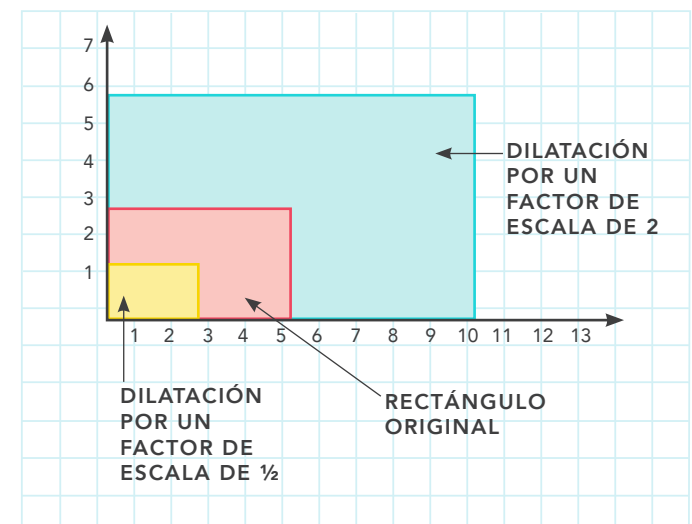 7
6
5
4
3
2
1
1 2 3 4 5 6 7 8 9 10 11 12 13
DILATACIÓN
POR UN
FACTOR DE
ESCALA DE 2
DILATACIÓN
POR UN
FACTOR DE
ESCALA DE ½
RECTÁNGULO
ORIGINAL